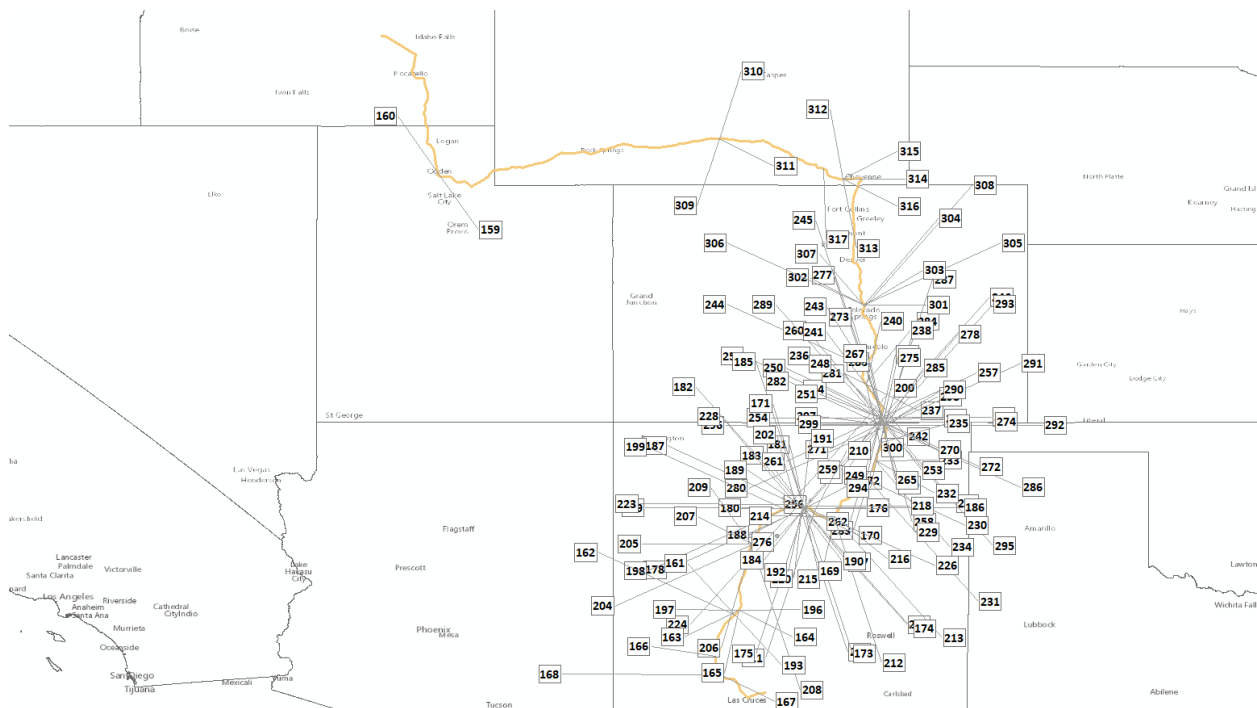 Boise
Idaho Falls
Pocatello
Twin Falls
310
Casper
160
312
Logan
Rock Springs
315
311
Ogden
Cheyenne
314
North Platte
Grand Isl
308
Salt Lake
City
Elko
309
316
Fort Collins
Kearney
Hasting
304
Greeley
245
Orem
Provo
159
317
313
306
305
307
Denver
302
277
303
287
Grand
Junction
244
289
243
301
293
Colorado
Springs
Hays
273
240
260
241
238
278
267
Pueblo
236
275
248
185
250
285
291
Garden City
281
257
282
Dodge City
182
200
290
251
171
237
St George
228
254
299
235
274
292
Liberal
202
242
191
199
187
300
270
183
271
210
261
189
259
253
272
Las Vegas
Henderson
249
265
209
280
294
232
286
223
180
256
176
218
186
207
214
262
230
Flagstaff
229
Amarillo
188
170
205
276
234
295
162
Lancaster
Palmdale
Victorville
184
190
216
226
161
Lake
Havasu
City
Prescott
198
178
192
169
Santa Clarita
215
Lawton
Los Angeles
Riverside
Cathedral
City
Indio
204
231
Anaheim
Santa Ana
197
196
Wichita Fall
Murrieta
Phoenix
Mesa
174
Lubbock
163
164
Roswell
213
Oceanside
166
206
175
173
193
212
San Diego
168
165
Tijuana
Mexicali
Yuma
208
Carlsbad
Abilene
Tucson
Las Cruces
167